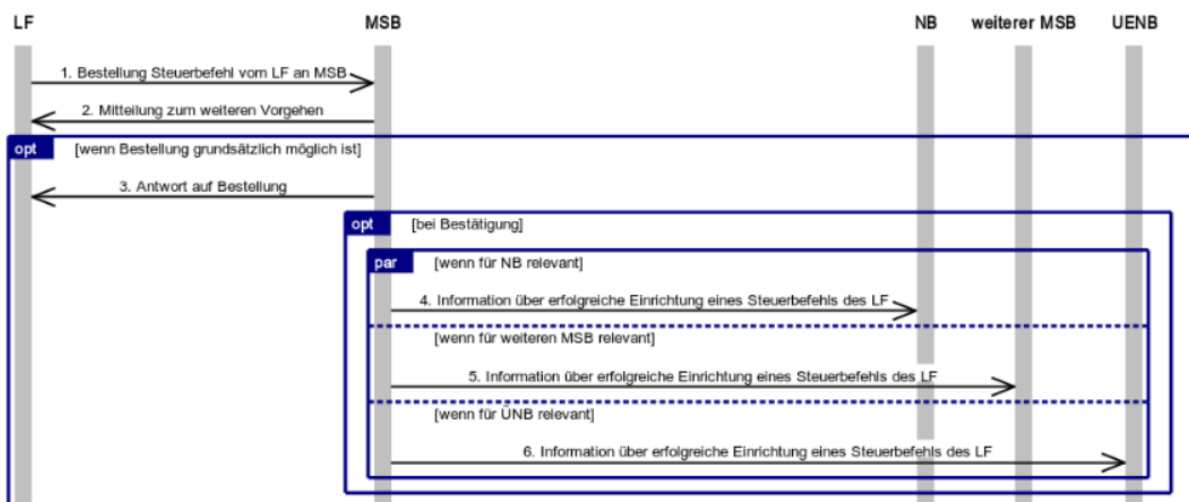 LF MSB NB weiterer MSB UENB
1. Bestellung Steuerbefehl vom LF an MSB
2. Mitteilung zum weiteren Vorgehen
opt [wenn Bestellung grundsätzlich möglich ist]
3. Antwort auf Bestellung
opt [bei Bestätigung]
par [wenn für NB relevant]
4. Information über erfolgreiche Einrichtung eines Steuerbefehls des LF
[wenn für weiteren MSB relevant]
5. Information über erfolgreiche Einrichtung eines Steuerbefehls des LF
[wenn für ÜNB relevant]
6. Information über erfolgreiche Einrichtung eines Steuerbefehls des LF